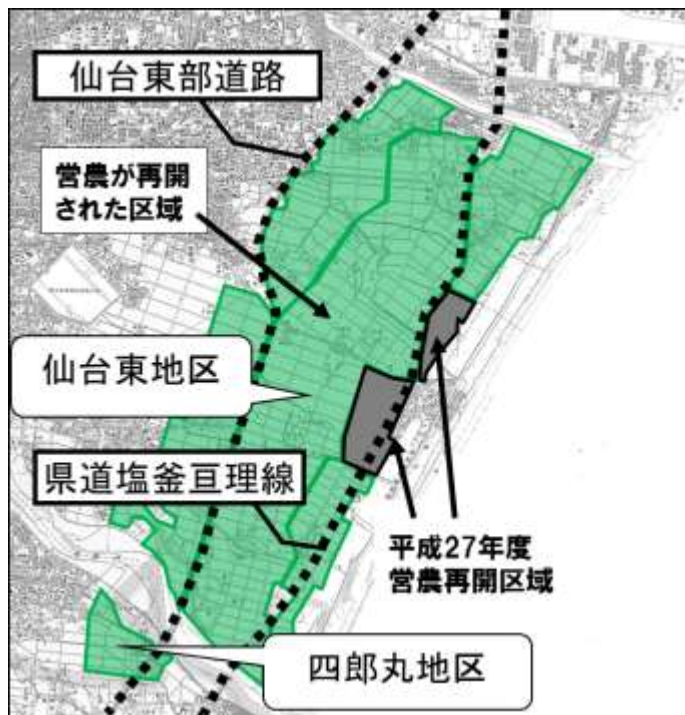 仙台東部道路
営農が再開
された区域
仙台東地区
県道塩釜亘理線
平成27年度
営農再開区域
四郎丸地区